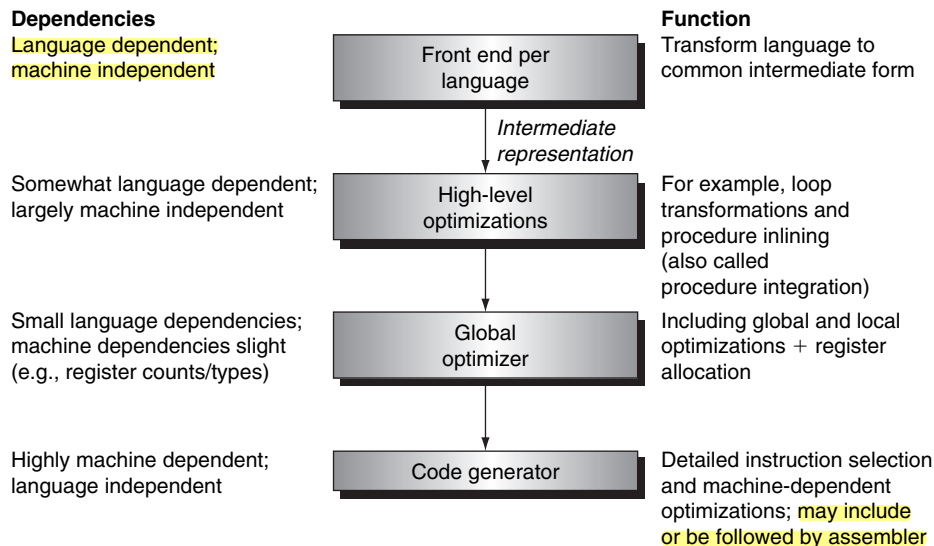 Dependencies
Language dependent;
machine independent
Front end per
language
Function
Transform language to
common intermediate form
Intermediate
representation
Somewhat language dependent;
largely machine independent
High-level
optimizations
For example, loop
transformations and
procedure inlining
(also called
procedure integration)
Small language dependencies;
machine dependencies slight
(e.g., register counts/types)
Global
optimizer
Including global and local
optimizations + register
allocation
Highly machine dependent;
language independent
Code generator
Detailed instruction selection
and machine-dependent
optimizations; may include
or be followed by assembler